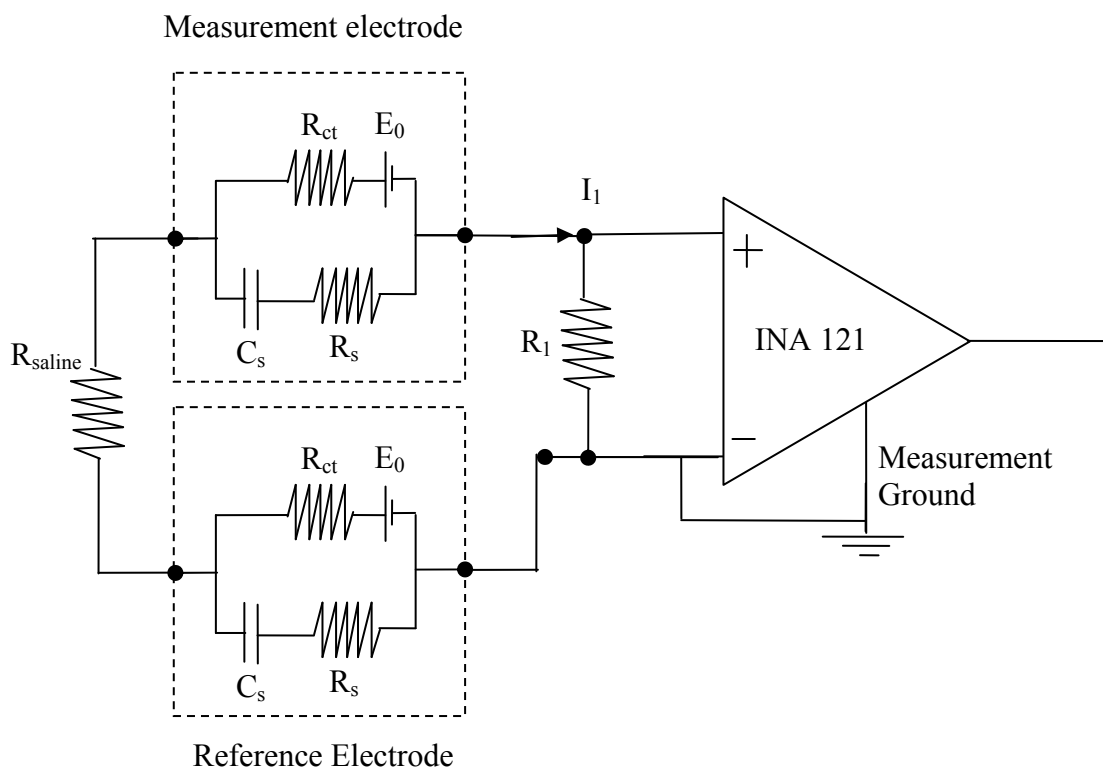 Measurement electrode
R_ct E_0
I_1
+
C_s R_s
R_saline
R_1
INA 121
−
R_ct E_0
Measurement
Ground
C_s R_s
Reference Electrode